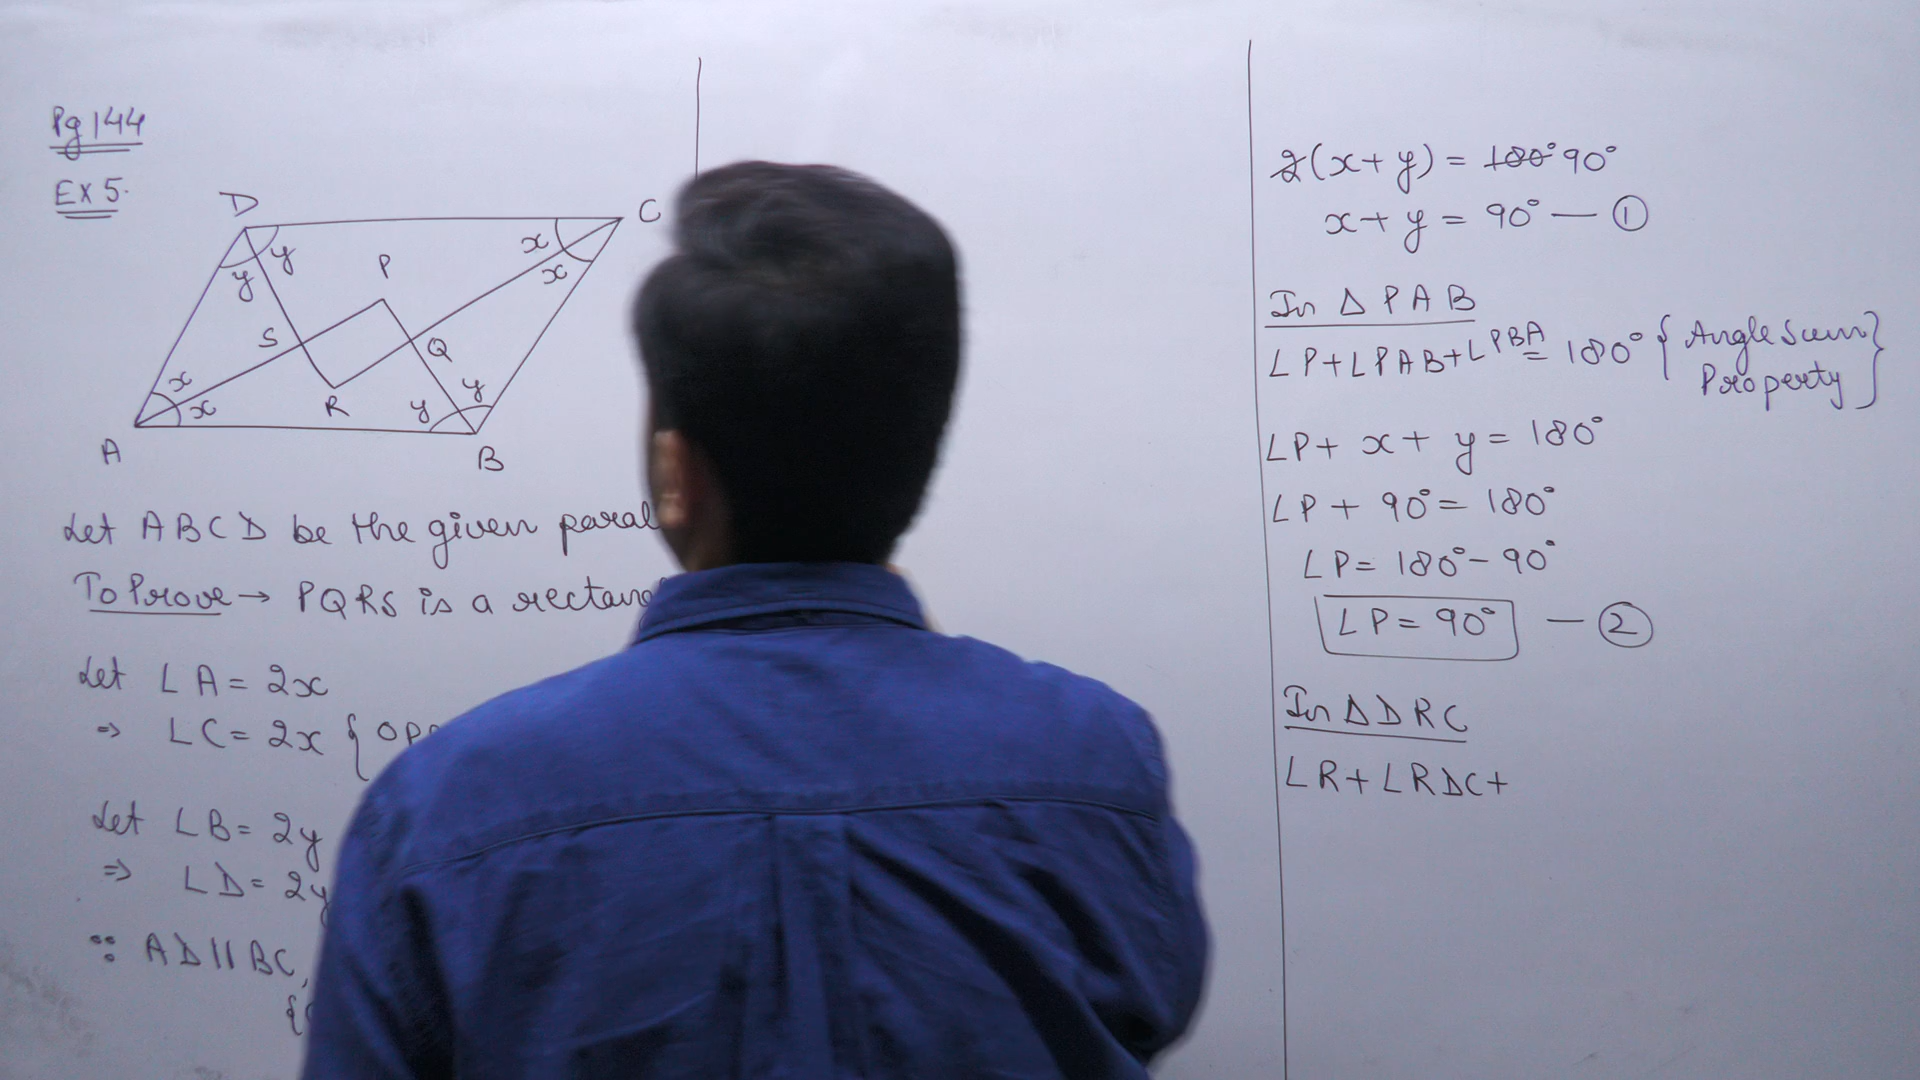 Pg 144
Ex 5.
D
C
y
y
x
x
P
S
Q
x
x
R
y
y
A
B
Let ABCD be the given
To Prove → PQRS is a
Let ∠A = 2x
⇒ ∠C = 2x {
Let ∠B = 2y
⇒ ∠D = 2y
∵ AD || BC,
2(x + y) = 180° 90°
x + y = 90° — ①
In Δ PAB
∠P + ∠PAB + ∠PBA = 180° {Angle Sum
Property}
∠P + x + y = 180°
∠P + 90° = 180°
∠P = 180° − 90°
∠P = 90° — ②
In Δ DRC
∠R + ∠RDC +